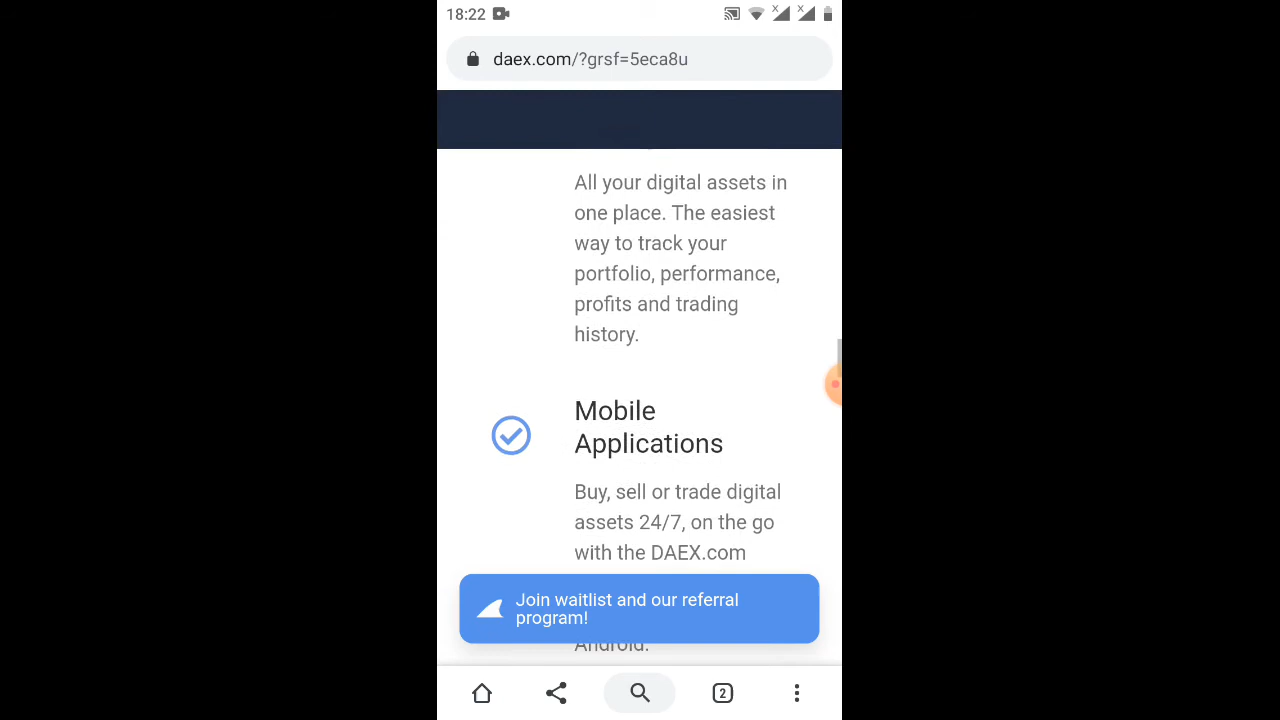 18:22
daex.com/?grsf=5eca8u
All your digital assets in
one place. The easiest
way to track your
portfolio, performance,
profits and trading
history.
Mobile
Applications
Buy, sell or trade digital
assets 24/7, on the go
with the DAEX.com
Join waitlist and our referral
program!
Android.
2